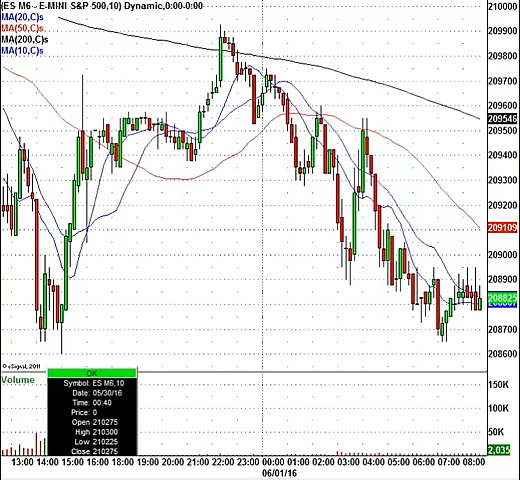 (ES M6 - E-MINI S&P 500,10) Dynamic,0:00-0:00
MA(20,C)s
MA(50,C)s
MA(200,C)s
MA(10,C)s
210000
209900
209800
209700
209600
209546
209500
209400
209300
209200
209109
209000
208900
208825
208700
208600
© eSignal, 2011
Volume
OK
Symbol: ES M6,10
Date: 05/30/16
Time: 00:40
Price: 0
Open 210275
High 210300
Low 210225
Close 210275
150K
100K
50K
2,035
13:00 14:00 15:00 16:00 17:00 18:00 19:00 20:00 21:00 22:00 23:00 00:00 01:00 02:00 03:00 04:00 05:00 06:00 07:00 08:00
06/01/16